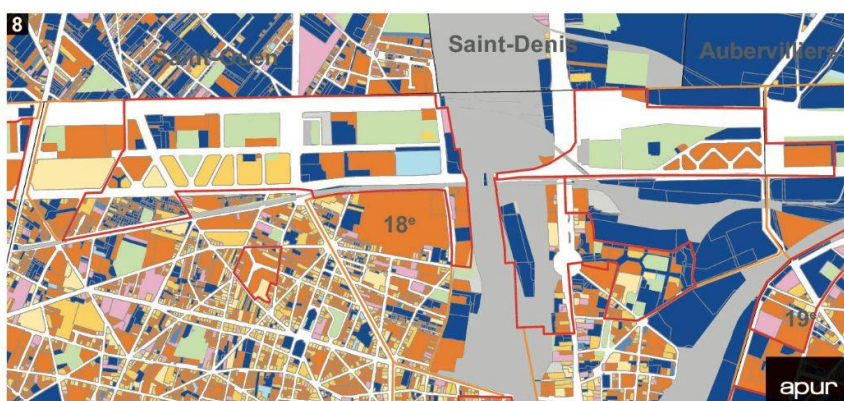 8
Saint-Ouen
Saint-Denis
Aubervilliers
18e
19e
apur